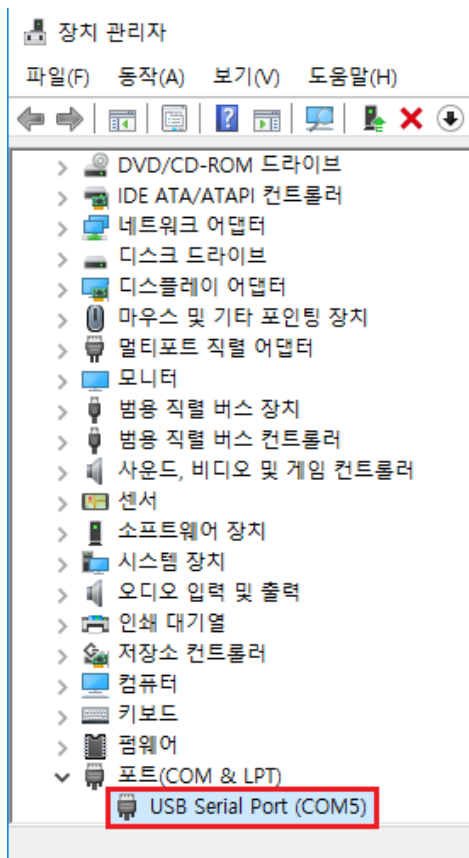 장치 관리자
파일(F) 동작(A) 보기(V) 도움말(H)
DVD/CD-ROM 드라이브
IDE ATA/ATAPI 컨트롤러
네트워크 어댑터
디스크 드라이브
디스플레이 어댑터
마우스 및 기타 포인팅 장치
멀티포트 직렬 어댑터
모니터
범용 직렬 버스 장치
범용 직렬 버스 컨트롤러
사운드, 비디오 및 게임 컨트롤러
센서
소프트웨어 장치
시스템 장치
오디오 입력 및 출력
인쇄 대기열
저장소 컨트롤러
컴퓨터
키보드
펌웨어
포트(COM & LPT)
USB Serial Port (COM5)